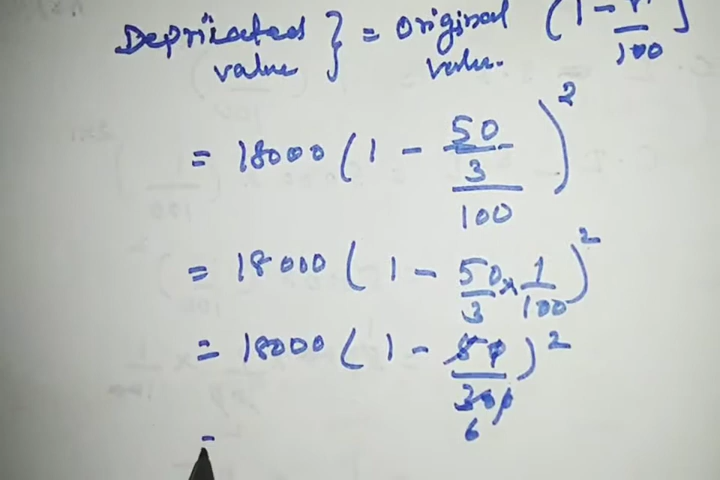 Depriciated } = original (1 - r/100)
value } value.
= 18000 (1 - 50/3/100)²
= 18000 (1 - 50/3 × 1/100)²
= 18000 (1 - 50/300 6)²
=